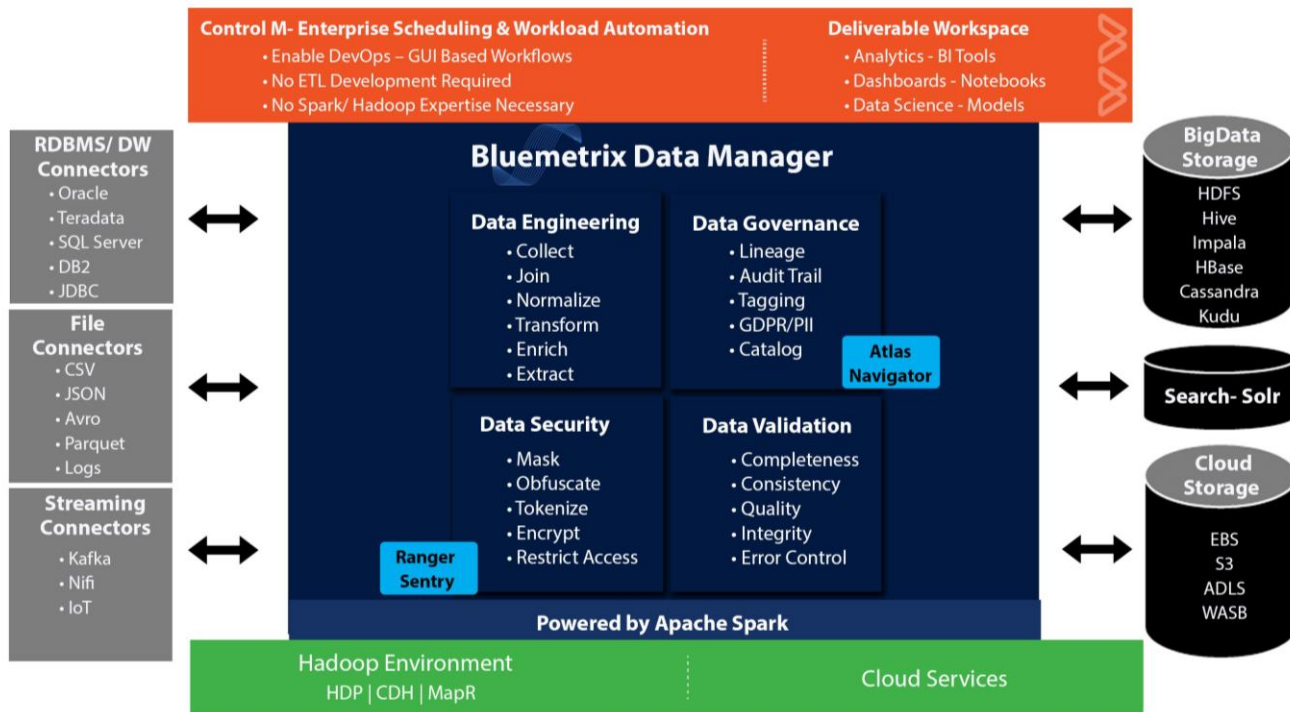 Control M- Enterprise Scheduling & Workload Automation
• Enable DevOps – GUI Based Workflows
• No ETL Development Required
• No Spark/ Hadoop Expertise Necessary
Deliverable Workspace
• Analytics - BI Tools
• Dashboards - Notebooks
• Data Science - Models
RDBMS/ DW
Connectors
• Oracle
• Teradata
• SQL Server
• DB2
• JDBC
File
Connectors
• CSV
• JSON
• Avro
• Parquet
• Logs
Streaming
Connectors
• Kafka
• Nifi
• IoT
Bluemetrix Data Manager
Data Engineering
• Collect
• Join
• Normalize
• Transform
• Enrich
• Extract
Data Governance
• Lineage
• Audit Trail
• Tagging
• GDPR/PII
• Catalog
Atlas
Navigator
Data Security
• Mask
• Obfuscate
• Tokenize
• Encrypt
• Restrict Access
Ranger
Sentry
Data Validation
• Completeness
• Consistency
• Quality
• Integrity
• Error Control
Powered by Apache Spark
BigData
Storage
HDFS
Hive
Impala
HBase
Cassandra
Kudu
Search- Solr
Cloud
Storage
EBS
S3
ADLS
WASB
Hadoop Environment
HDP | CDH | MapR
Cloud Services